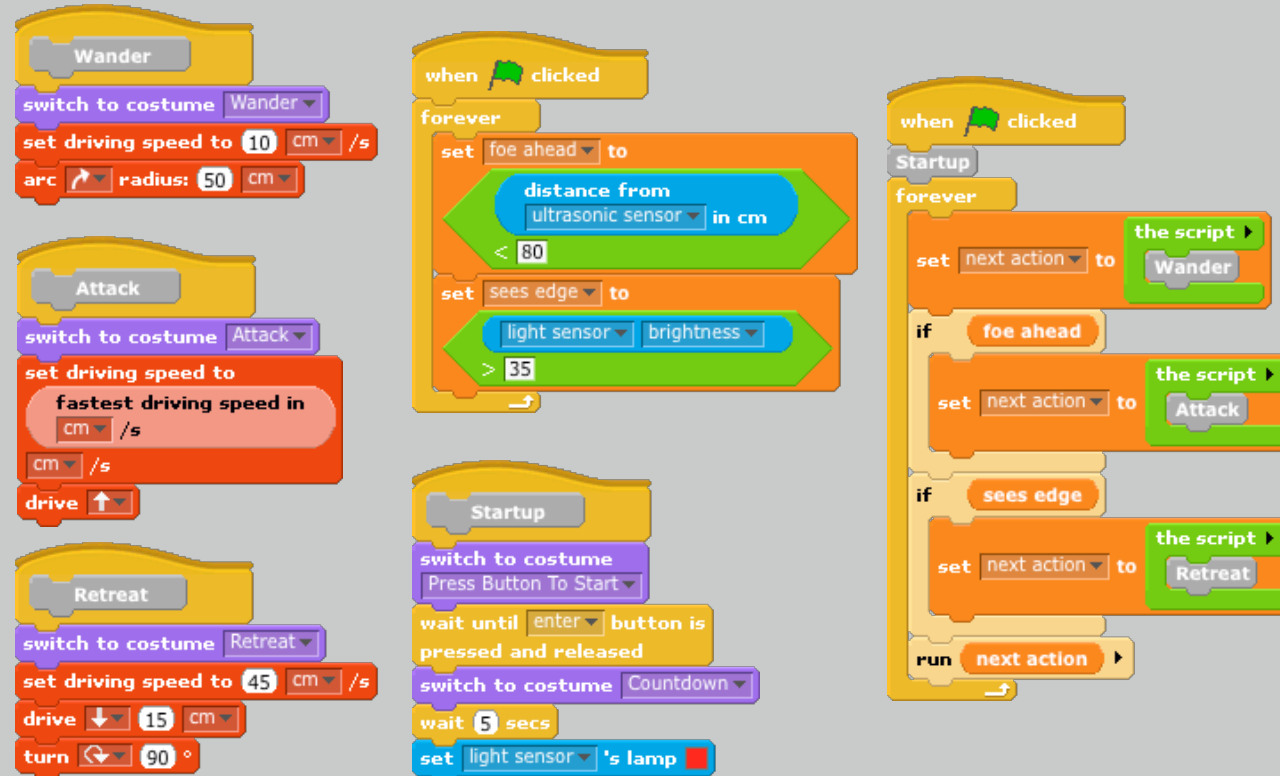 Wander
switch to costume Wander
set driving speed to 10 cm /s
arc radius: 50 cm
Attack
switch to costume Attack
set driving speed to
fastest driving speed in
cm /s
cm /s
drive
Retreat
switch to costume Retreat
set driving speed to 45 cm /s
drive 15 cm
turn 90 °
when clicked
forever
set foe ahead to
distance from
ultrasonic sensor in cm
< 80
set sees edge to
light sensor brightness
> 35
Startup
switch to costume
Press Button To Start
wait until enter button is
pressed and released
switch to costume Countdown
wait 5 secs
set light sensor 's lamp
when clicked
Startup
forever
the script
set next action to
Wander
if foe ahead
the script
set next action to
Attack
if sees edge
the script
set next action to
Retreat
run next action